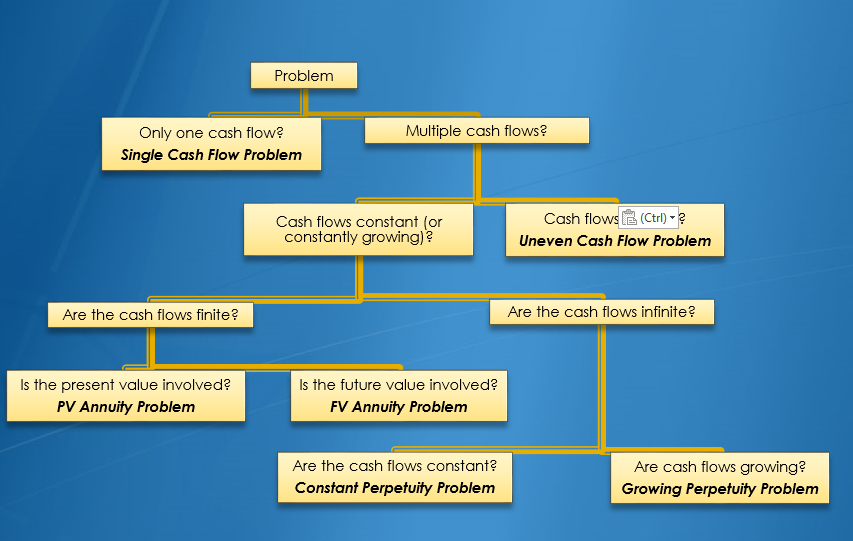 Problem
Only one cash flow?
Single Cash Flow Problem
Multiple cash flows?
Cash flows constant (or
constantly growing)?
Cash flows (Ctrl) ?
Uneven Cash Flow Problem
Are the cash flows finite?
Are the cash flows infinite?
Is the present value involved?
PV Annuity Problem
Is the future value involved?
FV Annuity Problem
Are the cash flows constant?
Constant Perpetuity Problem
Are cash flows growing?
Growing Perpetuity Problem